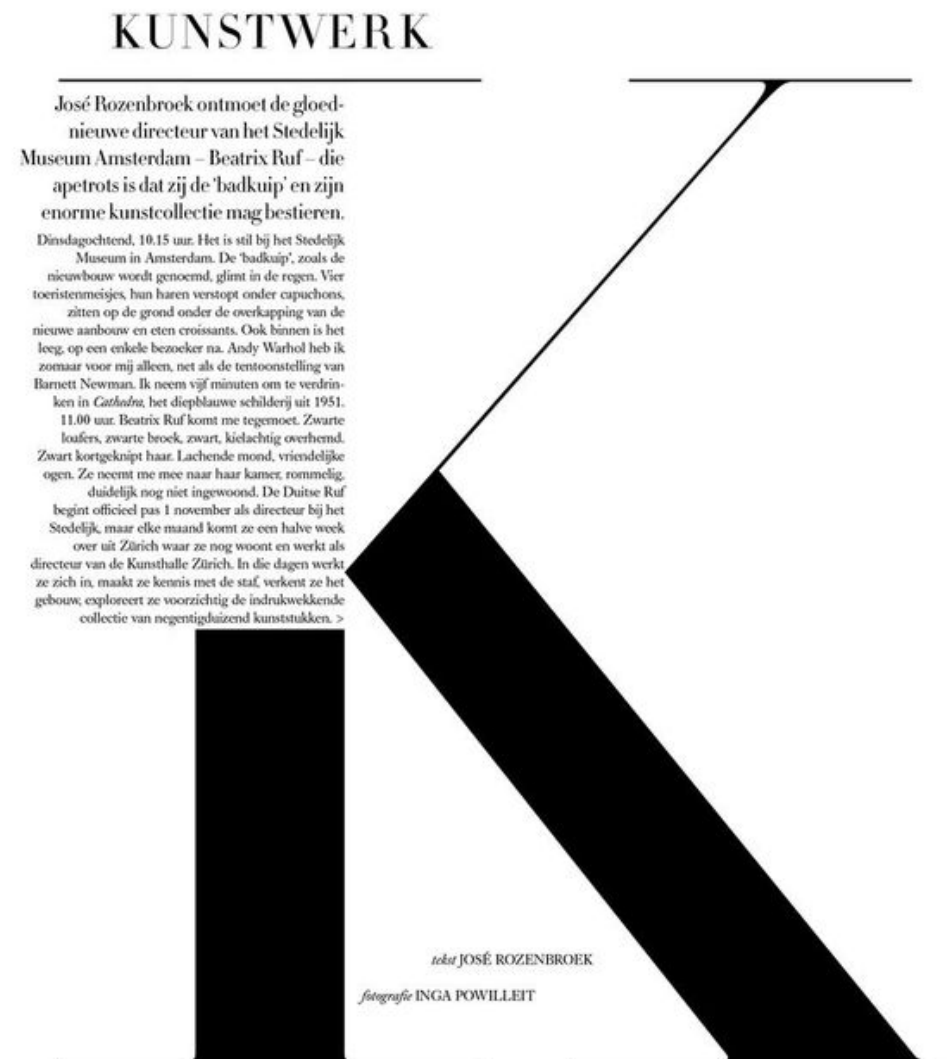 KUNSTWERK
José Rozenbroek ontmoet de gloed-
nieuwe directeur van het Stedelijk
Museum Amsterdam – Beatrix Ruf – die
apetrots is dat zij de 'badkuip' en zijn
enorme kunstcollectie mag bestieren.
Dinsdagochtend, 10.15 uur. Het is stil bij het Stedelijk
Museum in Amsterdam. De 'badkuip', zoals de
nieuwbouw wordt genoemd, glimt in de regen. Vier
toeristenmeisjes, hun haren verstopt onder capuchons,
zitten op de grond onder de overkapping van de
nieuwe aanbouw en eten croissants. Ook binnen is het
leeg, op een enkele bezoeker na. Andy Warhol heb ik
zomaar voor mij alleen, net als de tentoonstelling van
Barnett Newman. Ik neem vijf minuten om te verdrin-
ken in Cathedra, het diepblauwe schilderij uit 1951.
11.00 uur. Beatrix Ruf komt me tegemoet. Zwarte
loafers, zwarte broek, zwart, kielachtig overhemd.
Zwart kortgeknipt haar. Lachende mond, vriendelijke
ogen. Ze neemt me mee naar haar kamer, rommelig,
duidelijk nog niet ingewoond. De Duitse Ruf
begint officieel pas 1 november als directeur bij het
Stedelijk, maar elke maand komt ze een halve week
over uit Zürich waar ze nog woont en werkt als
directeur van de Kunsthalle Zürich. In die dagen werkt
ze zich in, maakt ze kennis met de staf, verkent ze het
gebouw, exploreert ze voorzichtig de indrukwekkende
collectie van negentigduizend kunststukken. >
tekst JOSÉ ROZENBROEK
fotografie INGA POWILLEIT